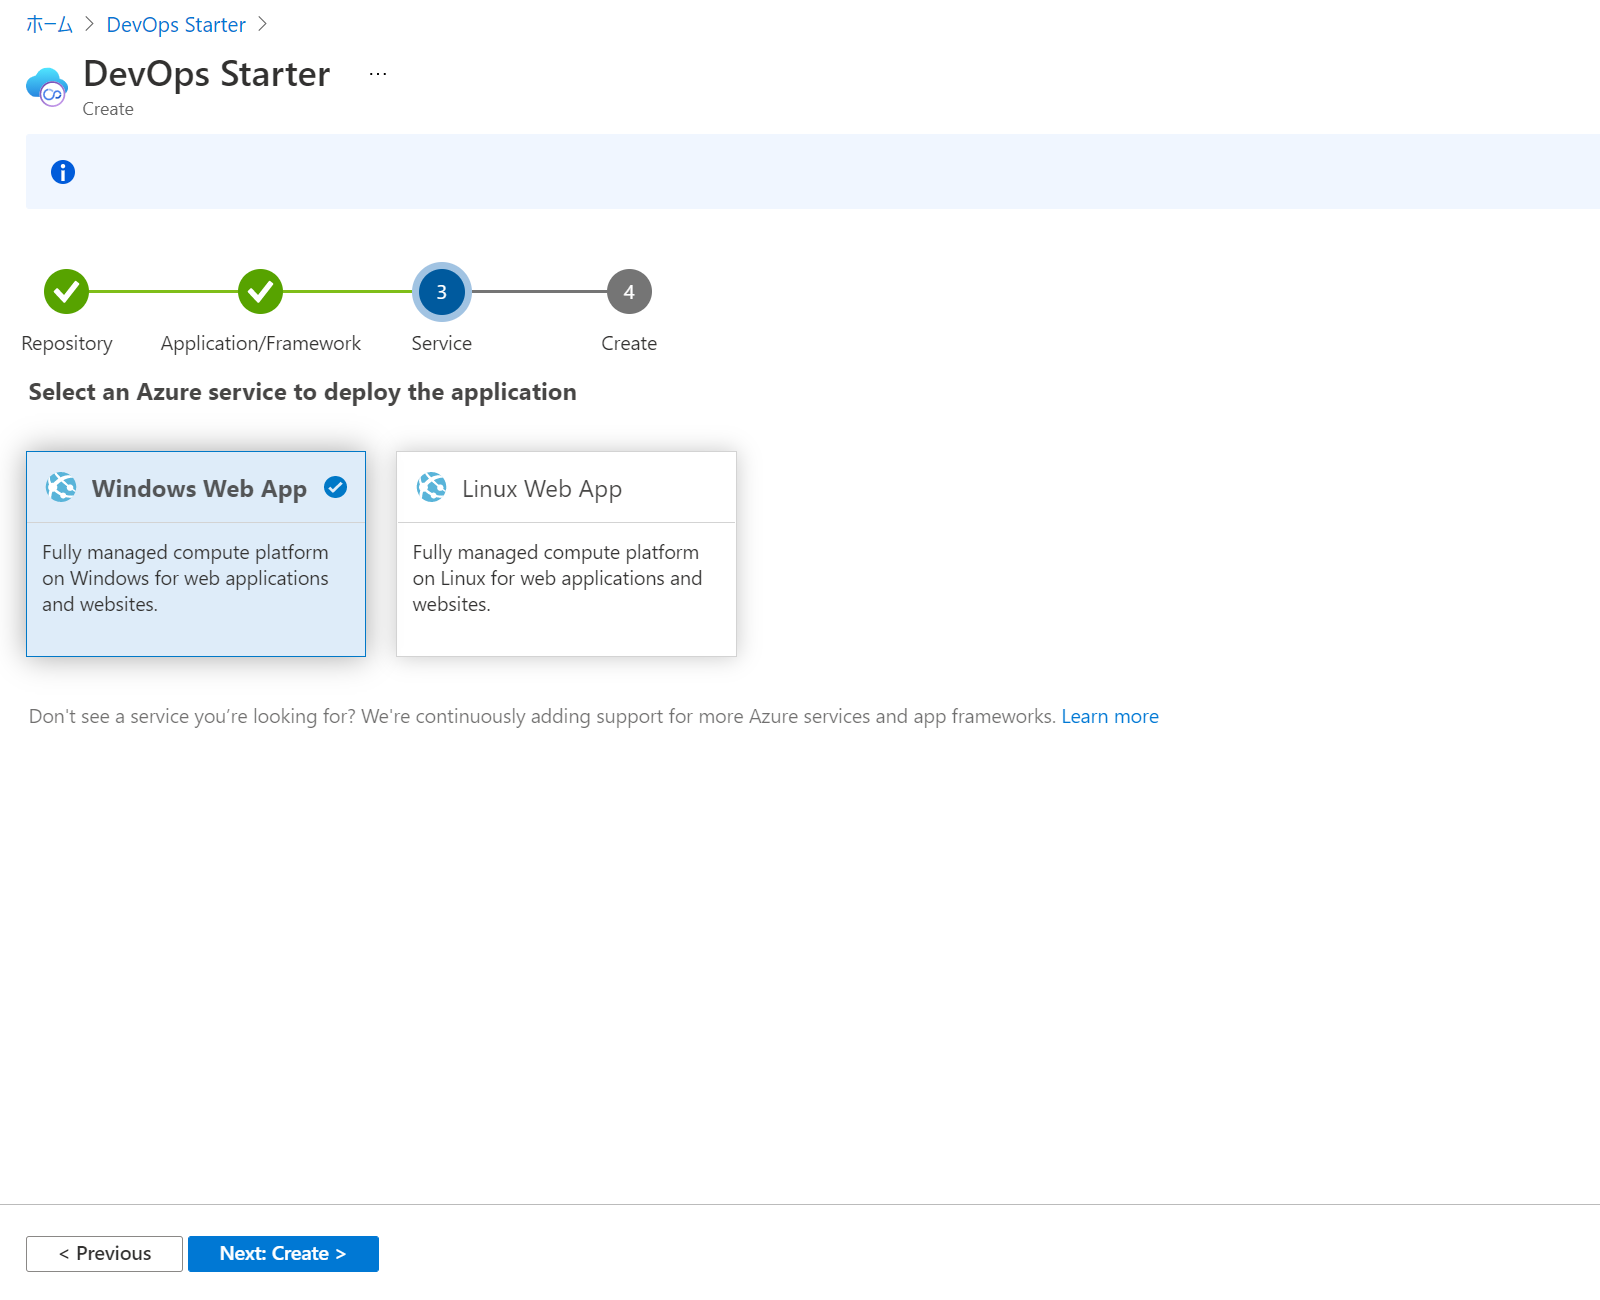 ホーム > DevOps Starter >
DevOps Starter ...
Create
3
4
Repository
Application/Framework
Service
Create
Select an Azure service to deploy the application
Windows Web App
Fully managed compute platform
on Windows for web applications
and websites.
Linux Web App
Fully managed compute platform
on Linux for web applications and
websites.
Don't see a service you’re looking for? We're continuously adding support for more Azure services and app frameworks. Learn more
< Previous
Next: Create >